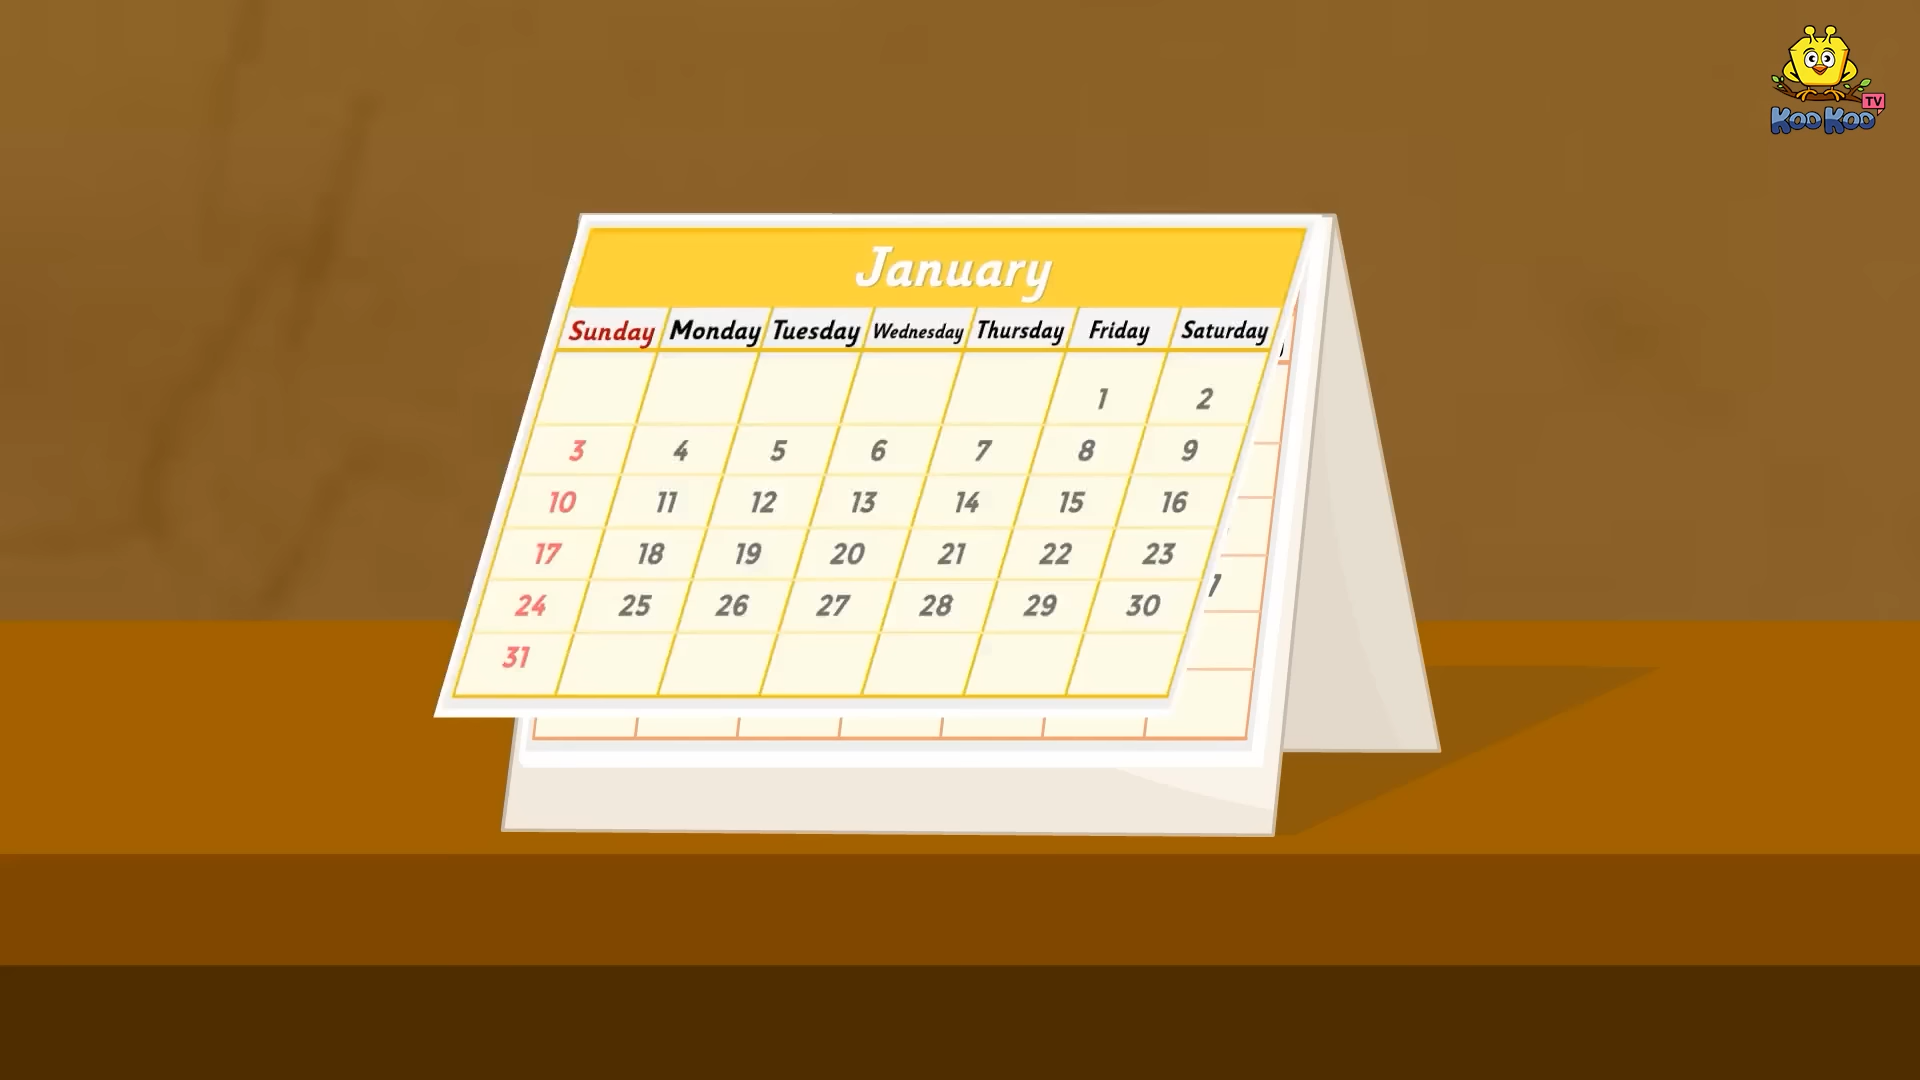 KooKoo TV
January
Sunday Monday Tuesday Wednesday Thursday Friday Saturday
1 2
3 4 5 6 7 8 9
10 11 12 13 14 15 16
17 18 19 20 21 22 23
24 25 26 27 28 29 30
31